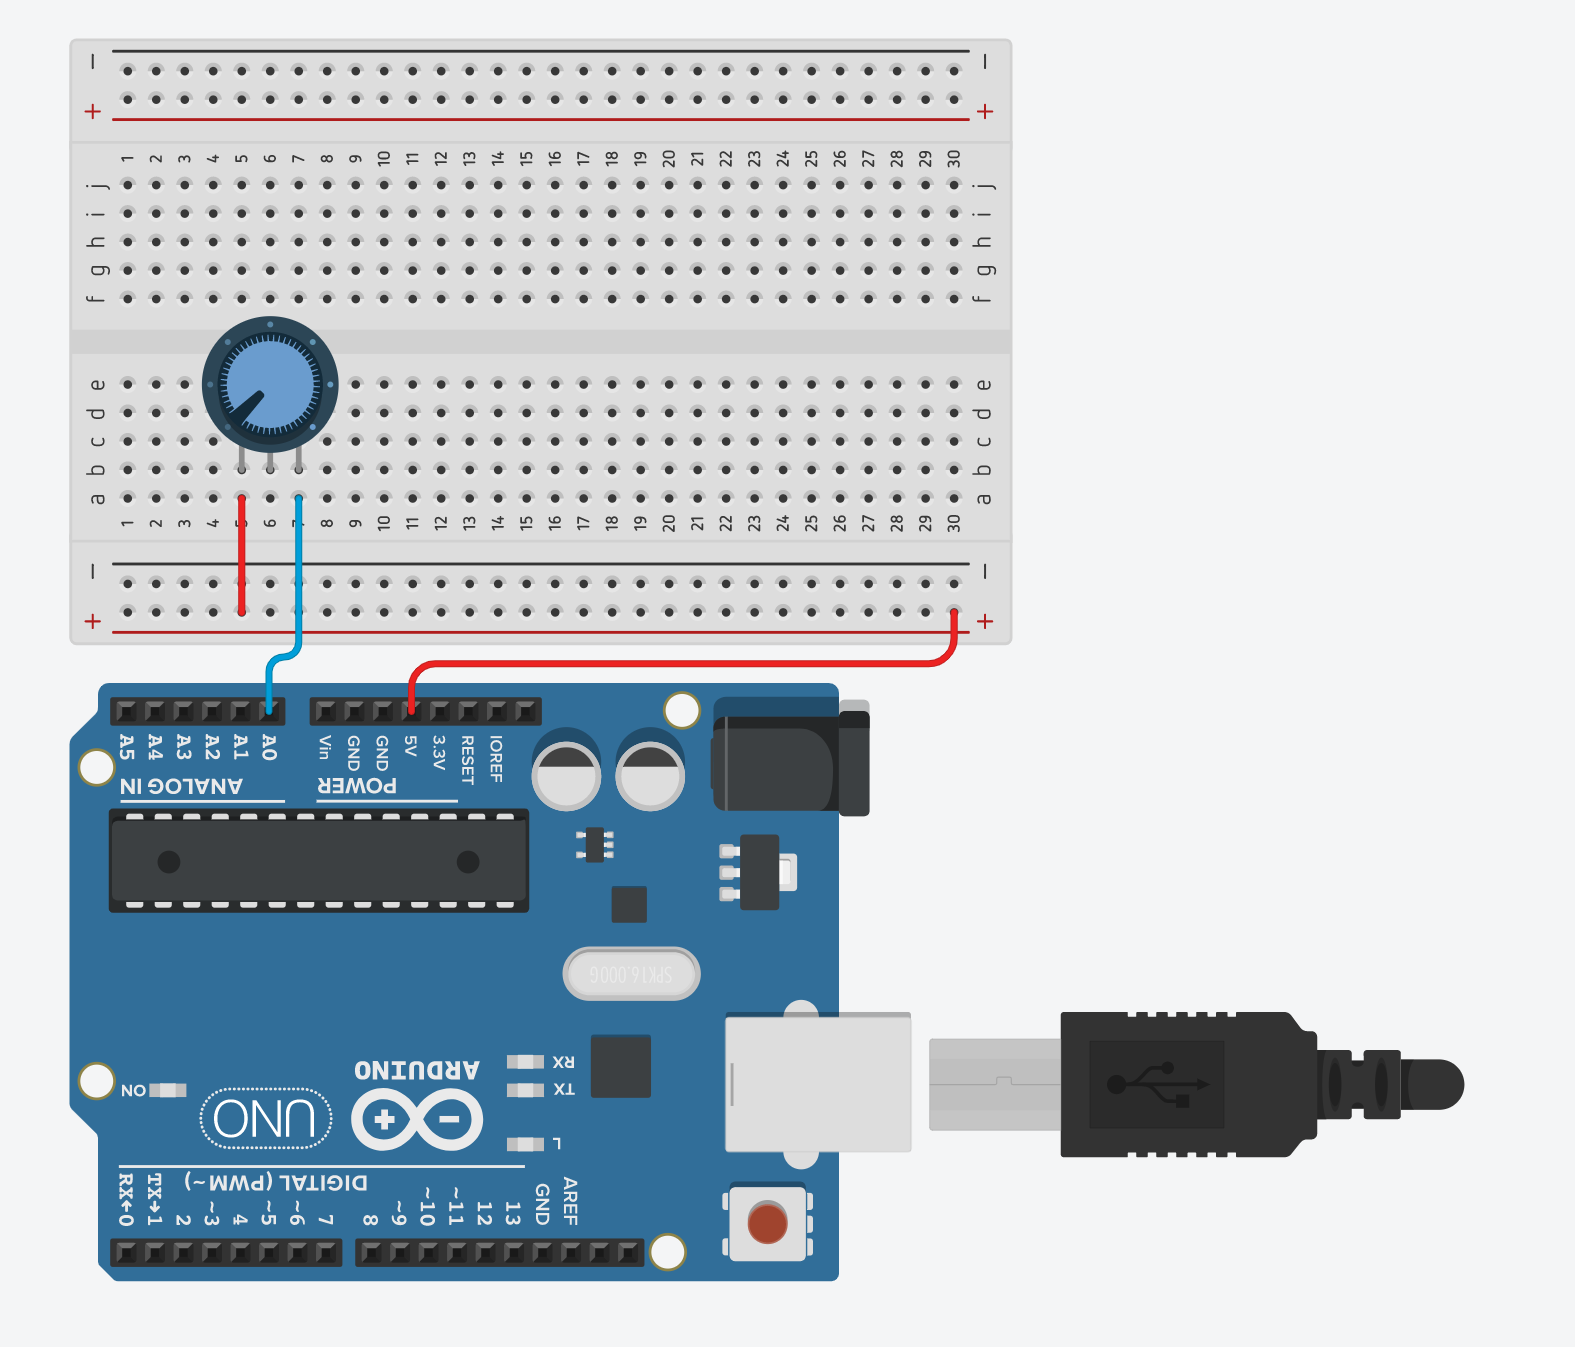 − −
+ +
1 2 3 4 5 6 7 8 9 10 11 12 13 14 15 16 17 18 19 20 21 22 23 24 25 26 27 28 29 30
j j
i i
h h
g g
f f
e e
d d
c c
b b
a a
1 2 3 4 5 6 7 8 9 10 11 12 13 14 15 16 17 18 19 20 21 22 23 24 25 26 27 28 29 30
− −
+ +
A5 A4 A3 A2 A1 A0 Vin GND GND 5V 3.3V RESET IOREF
ANALOG IN POWER
SPK16.000G
ARDUINO RX
ON TX
UNO + −
L
DIGITAL (PWM ~)
RX←0 TX→1 2 ~3 4 ~5 ~6 7 8 ~9 ~10 ~11 12 13 GND AREF